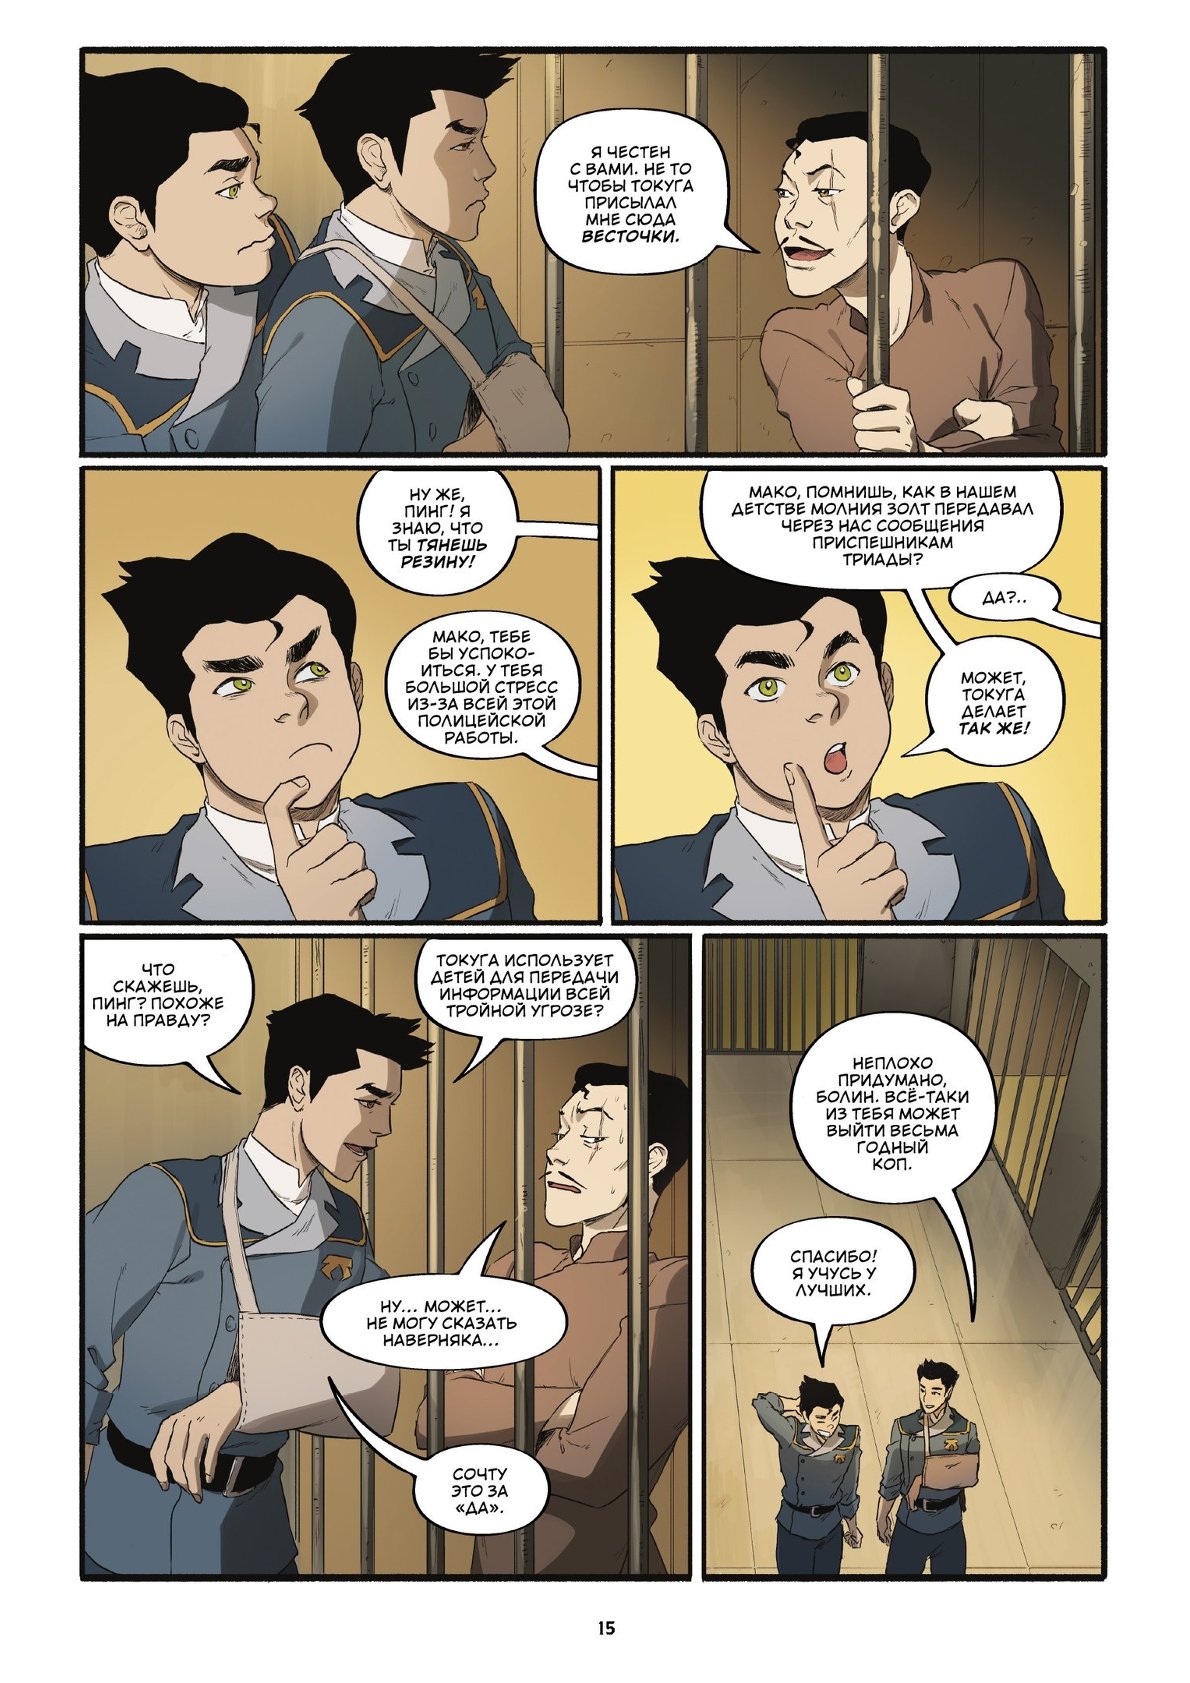 Я ЧЕСТЕН
С ВАМИ. НЕ ТО
ЧТОБЫ ТОКУГА
ПРИСЫЛАЛ
МНЕ СЮДА
ВЕСТОЧКИ.
НУ ЖЕ,
ПИНГ! Я
ЗНАЮ, ЧТО
ТЫ ТЯНЕШЬ
РЕЗИНУ!
МАКО, ТЕБЕ
БЫ УСПОКО-
ИТЬСЯ. У ТЕБЯ
БОЛЬШОЙ СТРЕСС
ИЗ-ЗА ВСЕЙ ЭТОЙ
ПОЛИЦЕЙСКОЙ
РАБОТЫ.
МАКО, ПОМНИШЬ, КАК В НАШЕМ
ДЕТСТВЕ МОЛНИЯ ЗОЛТ ПЕРЕДАВАЛ
ЧЕРЕЗ НАС СООБЩЕНИЯ
ПРИСПЕШНИКАМ
ТРИАДЫ?
ДА?..
МОЖЕТ,
ТОКУГА
ДЕЛАЕТ
ТАК ЖЕ!
ЧТО
СКАЖЕШЬ,
ПИНГ? ПОХОЖЕ
НА ПРАВДУ?
ТОКУГА ИСПОЛЬЗУЕТ
ДЕТЕЙ ДЛЯ ПЕРЕДАЧИ
ИНФОРМАЦИИ ВСЕЙ
ТРОЙНОЙ УГРОЗЕ?
НУ... МОЖЕТ...
НЕ МОГУ СКАЗАТЬ
НАВЕРНЯКА...
СОЧТУ
ЭТО ЗА
«ДА».
НЕПЛОХО
ПРИДУМАНО,
БОЛИН. ВСЁ-ТАКИ
ИЗ ТЕБЯ МОЖЕТ
ВЫЙТИ ВЕСЬМА
ГОДНЫЙ
КОП.
СПАСИБО!
Я УЧУСЬ У
ЛУЧШИХ.
15